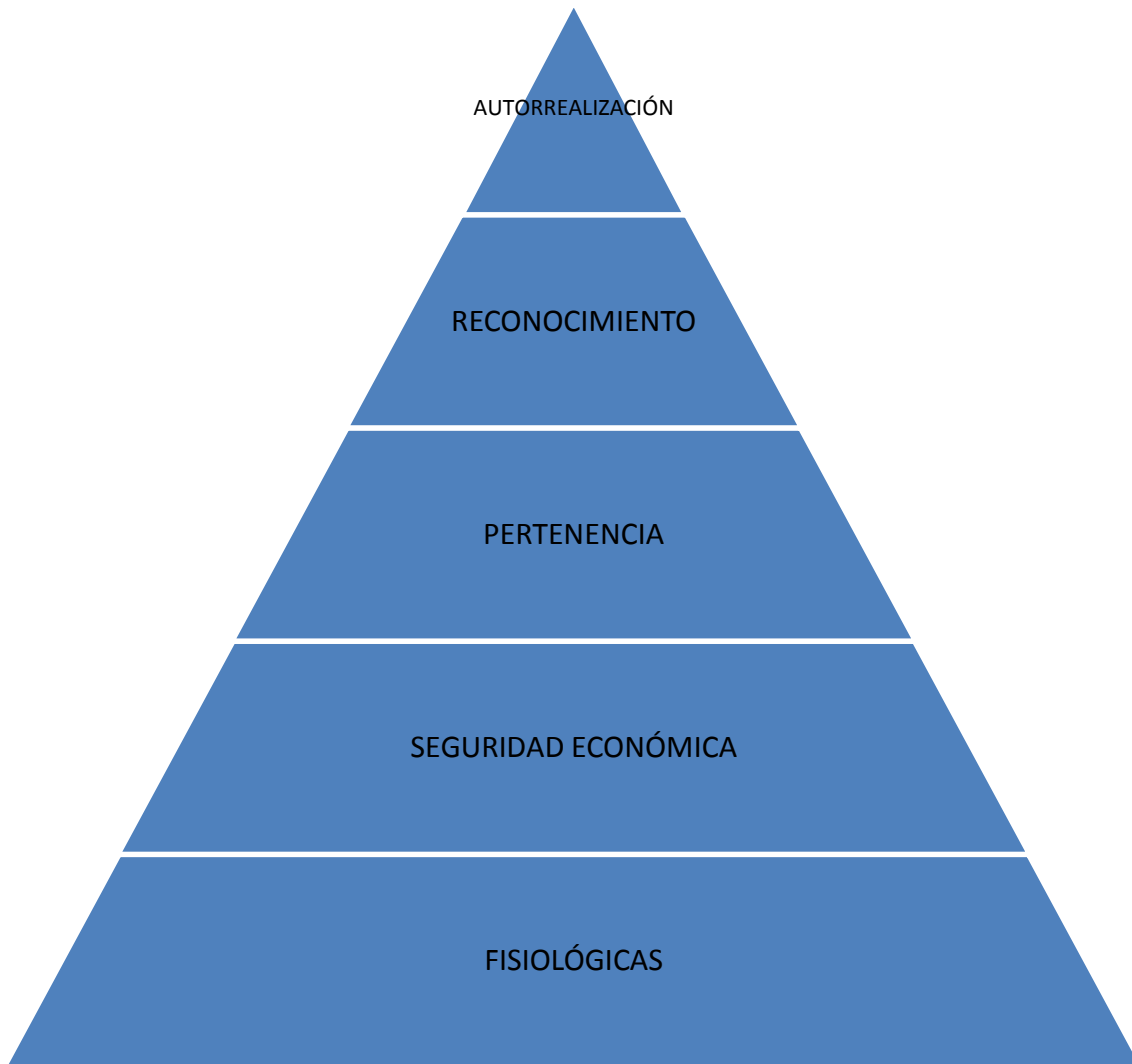 AUTORREALIZACIÓN
RECONOCIMIENTO
PERTENENCIA
SEGURIDAD ECONÓMICA
FISIOLÓGICAS